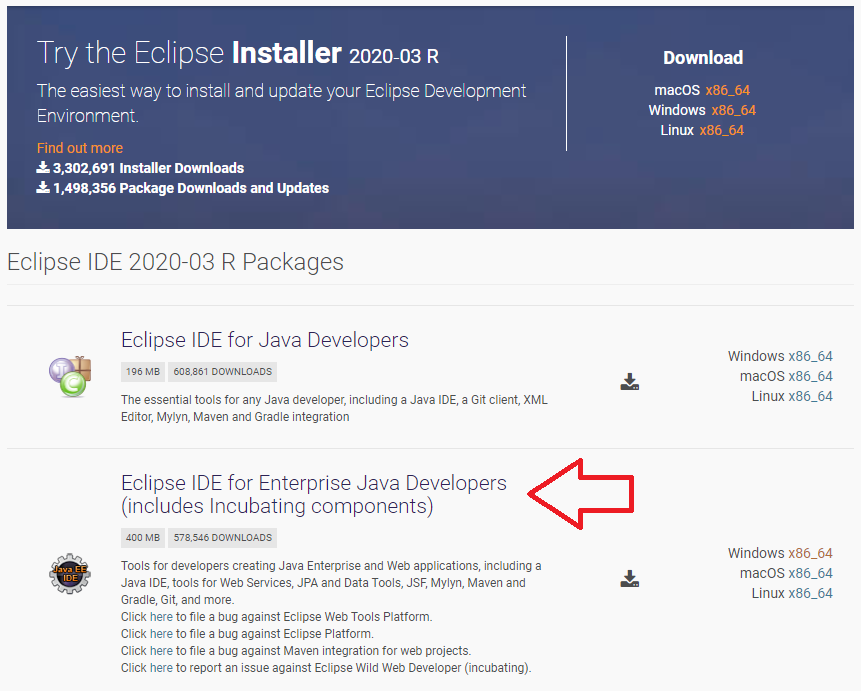 Try the Eclipse Installer 2020-03 R
The easiest way to install and update your Eclipse Development
Environment.
Find out more
3,302,691 Installer Downloads
1,498,356 Package Downloads and Updates
Download
macOS x86_64
Windows x86_64
Linux x86_64
Eclipse IDE 2020-03 R Packages
Eclipse IDE for Java Developers
196 MB 608,861 DOWNLOADS
The essential tools for any Java developer, including a Java IDE, a Git client, XML
Editor, Mylyn, Maven and Gradle integration
Windows x86_64
macOS x86_64
Linux x86_64
Eclipse IDE for Enterprise Java Developers
(includes Incubating components)
400 MB 578,546 DOWNLOADS
Java EE
IDE
Tools for developers creating Java Enterprise and Web applications, including a
Java IDE, tools for Web Services, JPA and Data Tools, JSF, Mylyn, Maven and
Gradle, Git, and more.
Click here to file a bug against Eclipse Web Tools Platform.
Click here to file a bug against Eclipse Platform.
Click here to file a bug against Maven integration for web projects.
Click here to report an issue against Eclipse Wild Web Developer (incubating).
Windows x86_64
macOS x86_64
Linux x86_64